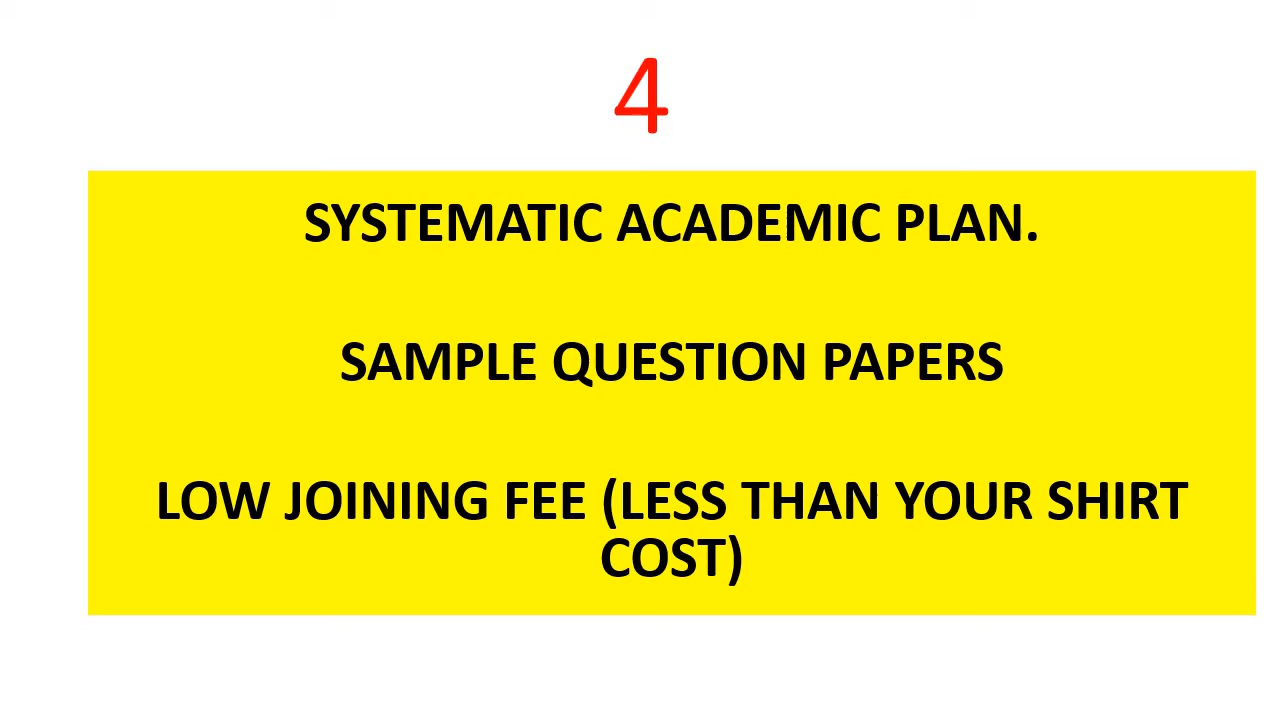 4
SYSTEMATIC ACADEMIC PLAN.
SAMPLE QUESTION PAPERS
LOW JOINING FEE (LESS THAN YOUR SHIRT
COST)